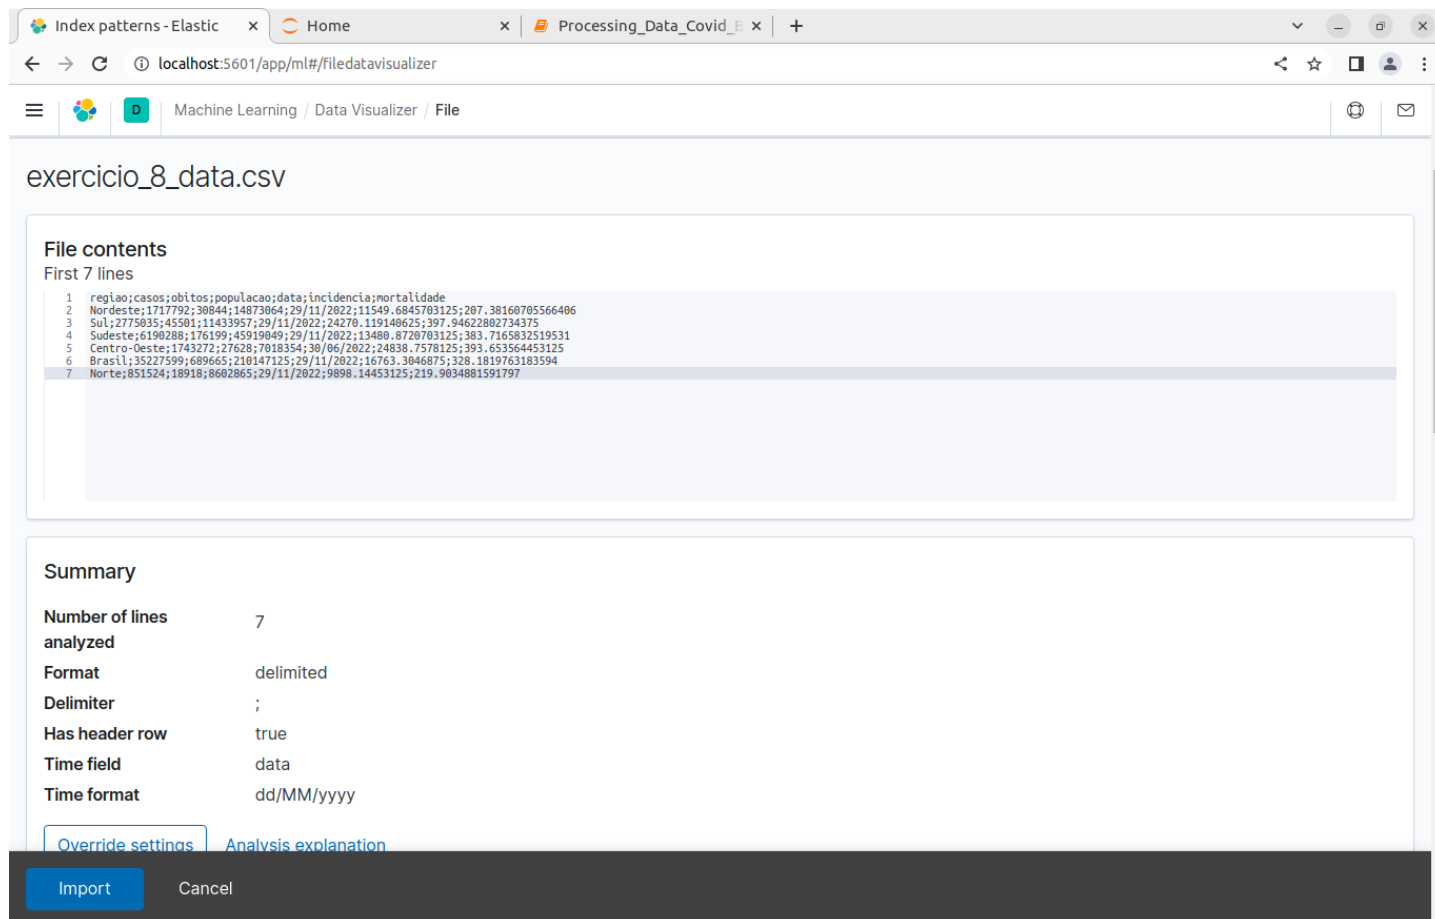 Index patterns - Elastic
Home
Processing_Data_Covid_B
localhost:5601/app/ml#/filedatavisualizer
D
Machine Learning / Data Visualizer / File
exercicio_8_data.csv
File contents
First 7 lines
1 regiao;casos;obitos;populacao;data;incidencia;mortalidade
2 Nordeste;1717792;30844;14873064;29/11/2022;11549.6845703125;207.38160705566406
3 Sul;2775035;45501;11433957;29/11/2022;24270.119140625;397.94622802734375
4 Sudeste;6190288;176199;45919049;29/11/2022;13480.8720703125;383.7165832519531
5 Centro-Oeste;1743272;27628;7018354;30/06/2022;24838.7578125;393.653564453125
6 Brasil;35227599;689665;210147125;29/11/2022;16763.3046875;328.1819763183594
7 Norte;851524;18918;8602865;29/11/2022;9898.14453125;219.9034881591797
Summary
Number of lines analyzed 7
Format delimited
Delimiter ;
Has header row true
Time field data
Time format dd/MM/yyyy
Override settings Analysis explanation
Import Cancel